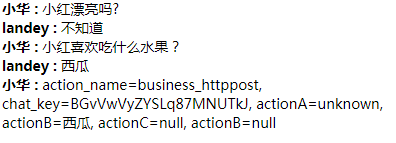 小华 : 小红漂亮吗?
landey : 不知道
小华 : 小红喜欢吃什么水果？
landey : 西瓜
小华 : action_name=business_httppost,
chat_key=BGvVwVyZYSLq87MNUTkJ, actionA=unknown,
actionB=西瓜, actionC=null, actionB=null